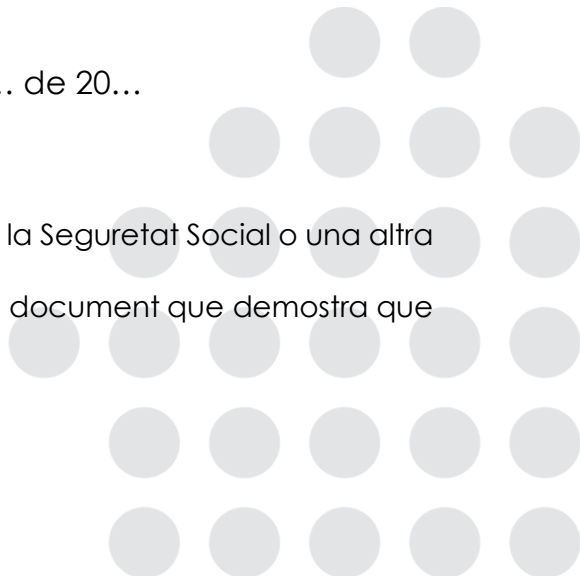 . de 20…
la Seguretat Social o una altra
document que demostra que